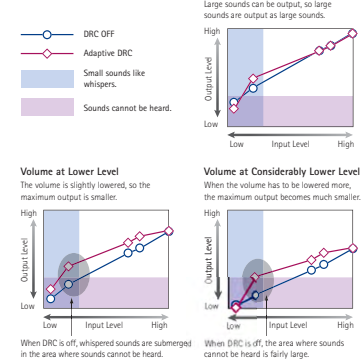 Large sounds can be output, so large
sounds are output as large sounds.
DRC OFF
Adaptive DRC
Small sounds like
whispers.
Sounds cannot be heard.
High
Output Level
Low
Low Input Level High
Volume at Lower Level
The volume is slightly lowered, so the
maximum output is smaller.
High
Output Level
Low
Low Input Level High
When DRC is off, whispered sounds are submerged
in the area where sounds cannot be heard.
Volume at Considerably Lower Level
When the volume has to be lowered more,
the maximum output becomes much smaller.
High
Output Level
Low
Low Input Level High
When DRC is off, the area where sounds
cannot be heard is fairly large.